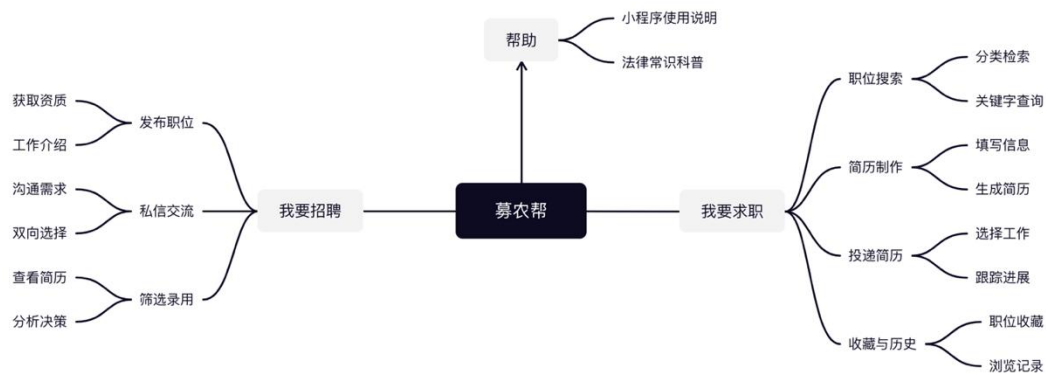 帮助
小程序使用说明
法律常识科普
募农帮
我要招聘
发布职位
获取资质
工作介绍
私信交流
沟通需求
双向选择
筛选录用
查看简历
分析决策
我要求职
职位搜索
分类检索
关键字查询
简历制作
填写信息
生成简历
投递简历
选择工作
跟踪进展
收藏与历史
职位收藏
浏览记录